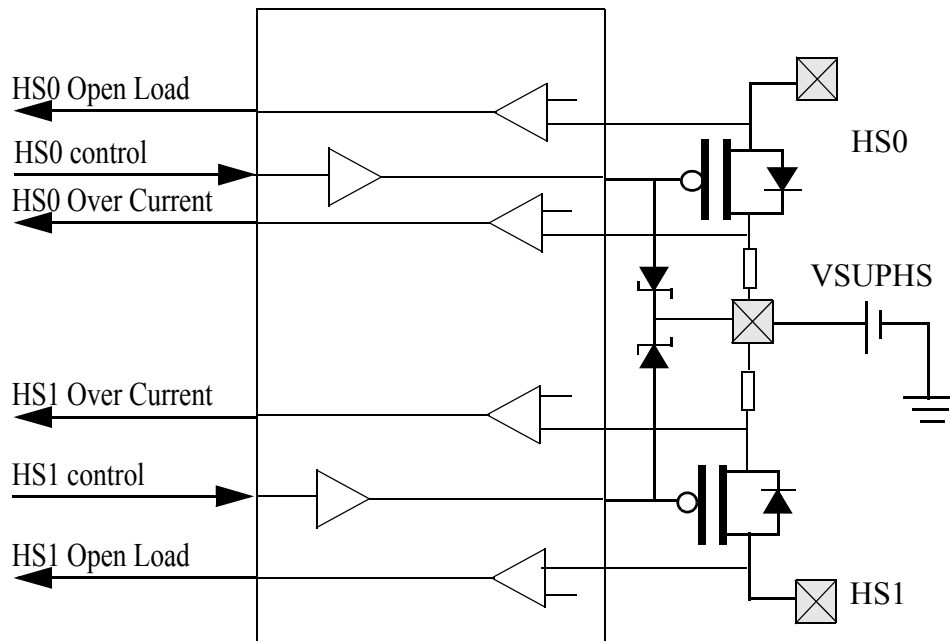 HS0 Open Load
HS0 control
HS0
HS0 Over Current
VSUPHS
HS1 Over Current
HS1 control
HS1 Open Load
HS1